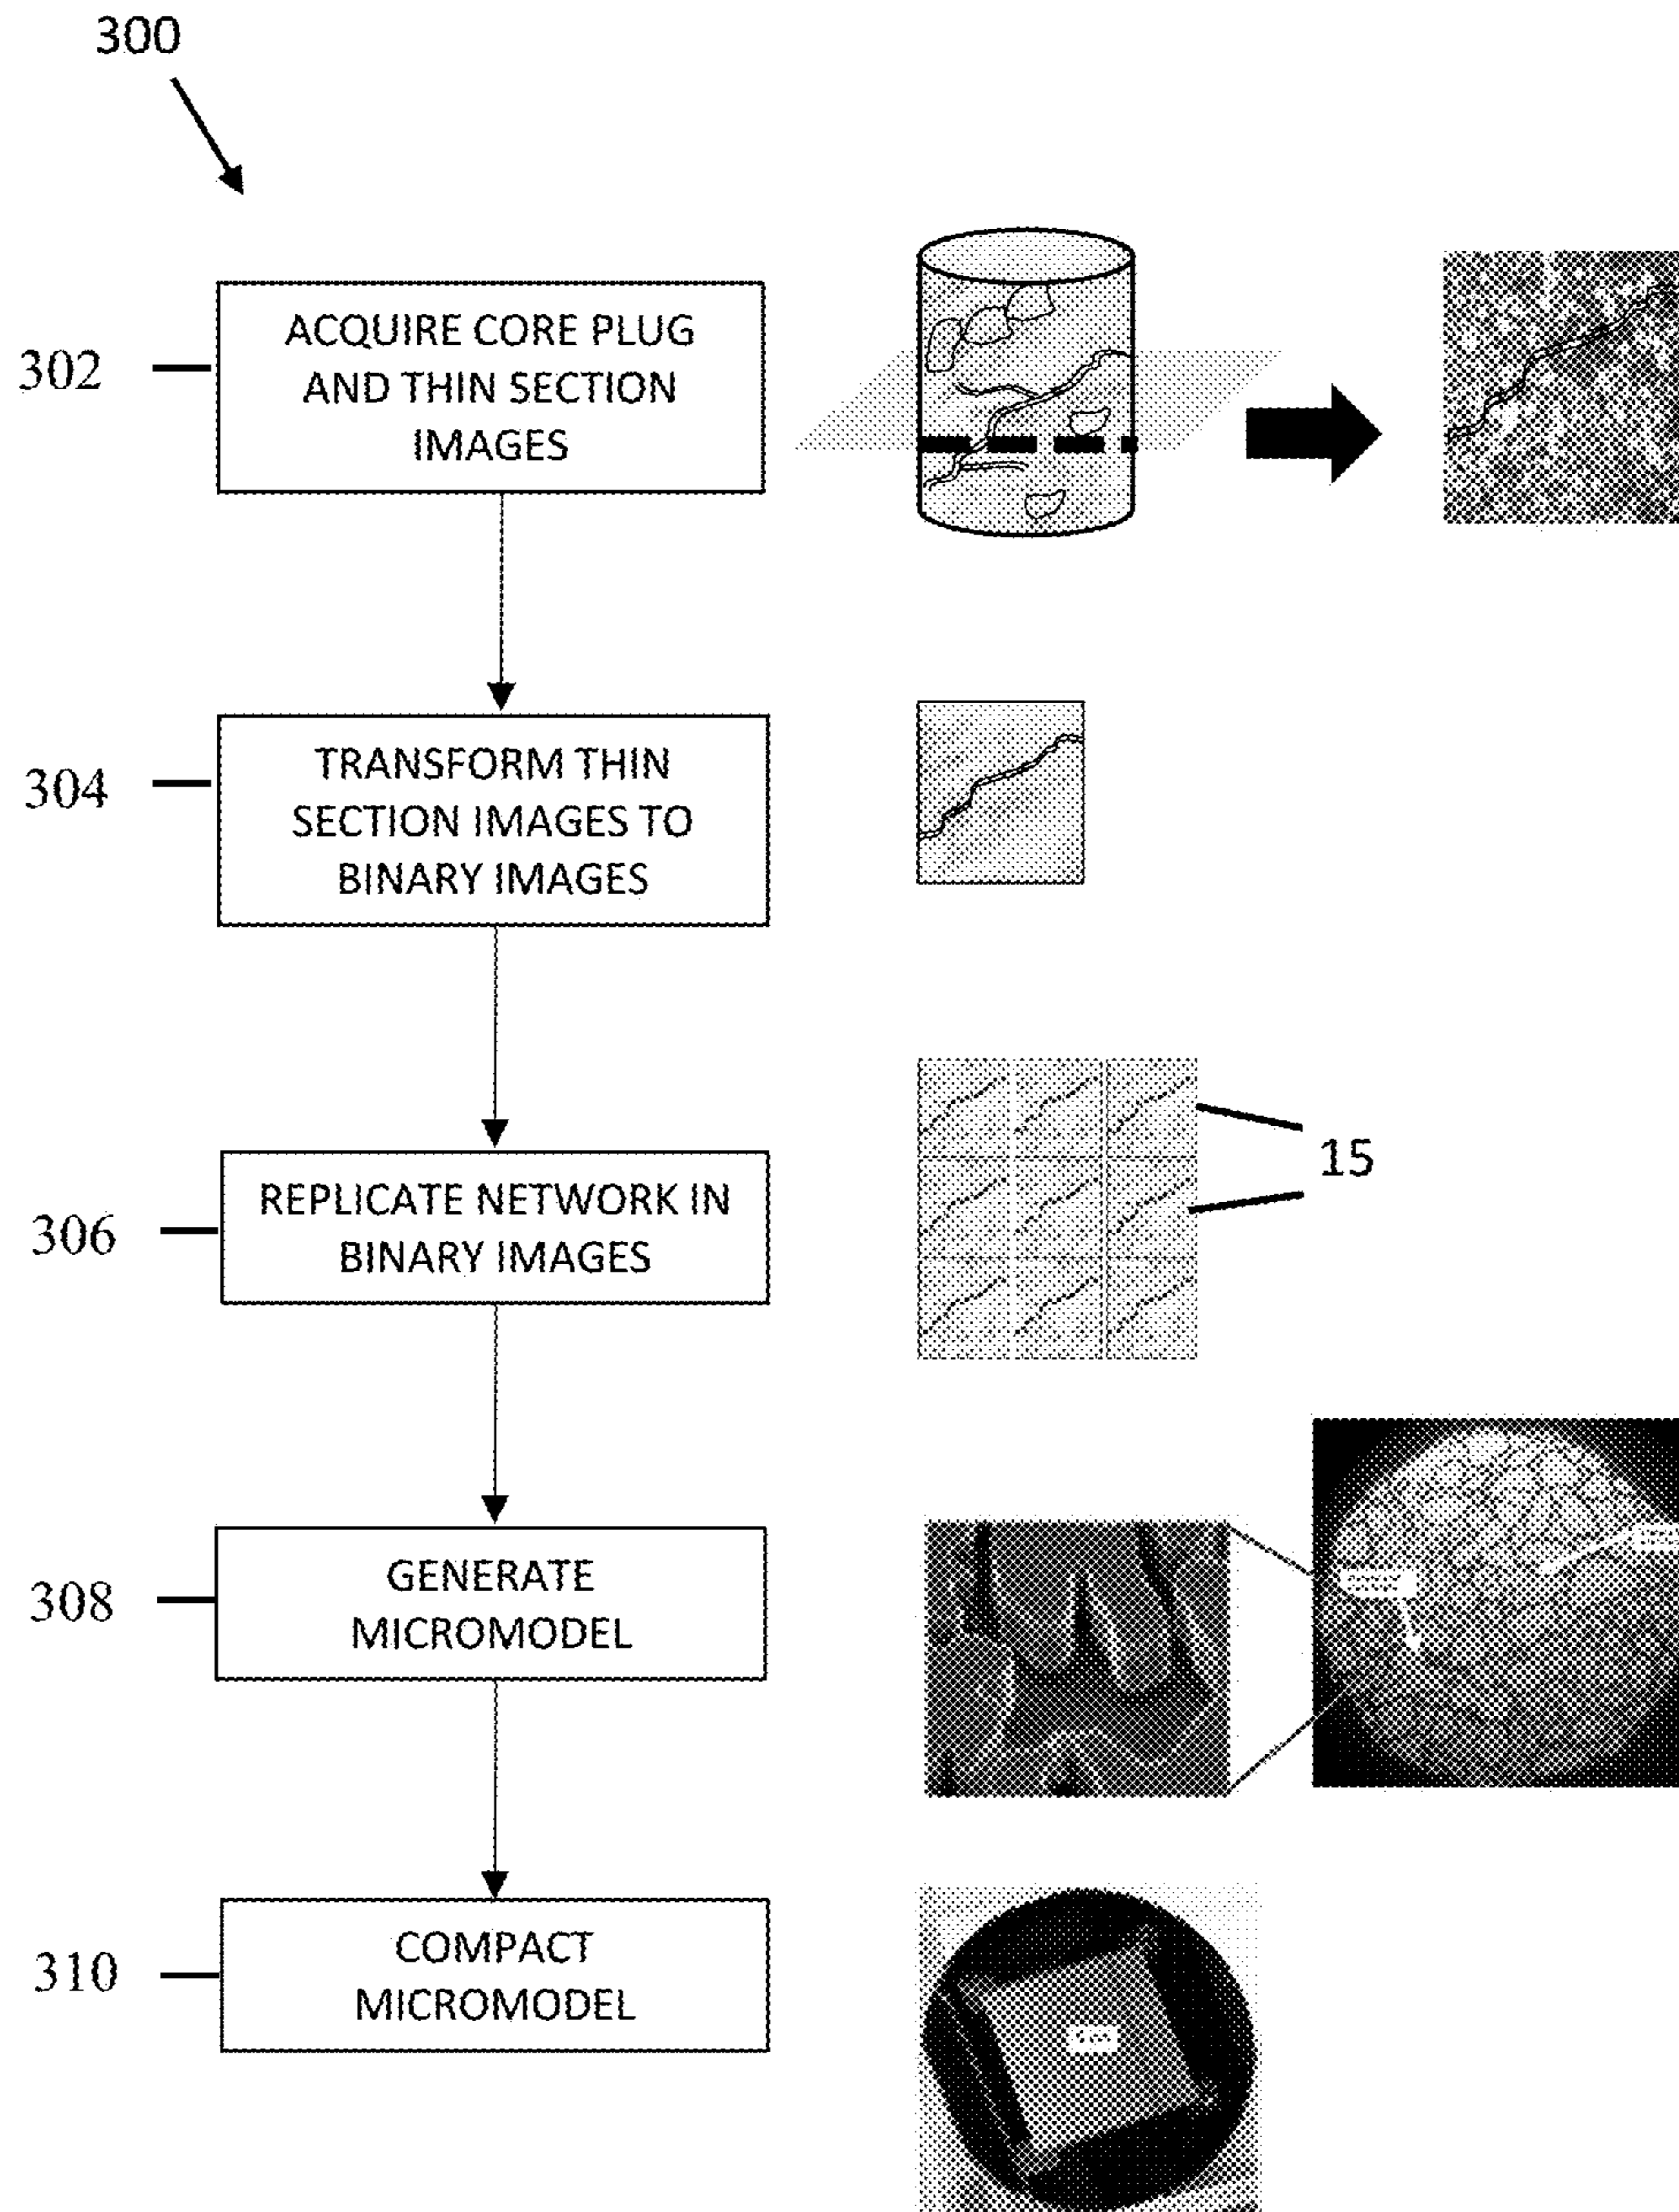 300
302
ACQUIRE CORE PLUG
AND THIN SECTION
IMAGES
304
TRANSFORM THIN
SECTION IMAGES TO
BINARY IMAGES
15
306
REPLICATE NETWORK IN
BINARY IMAGES
308
GENERATE
MICROMODEL
310
COMPACT
MICROMODEL